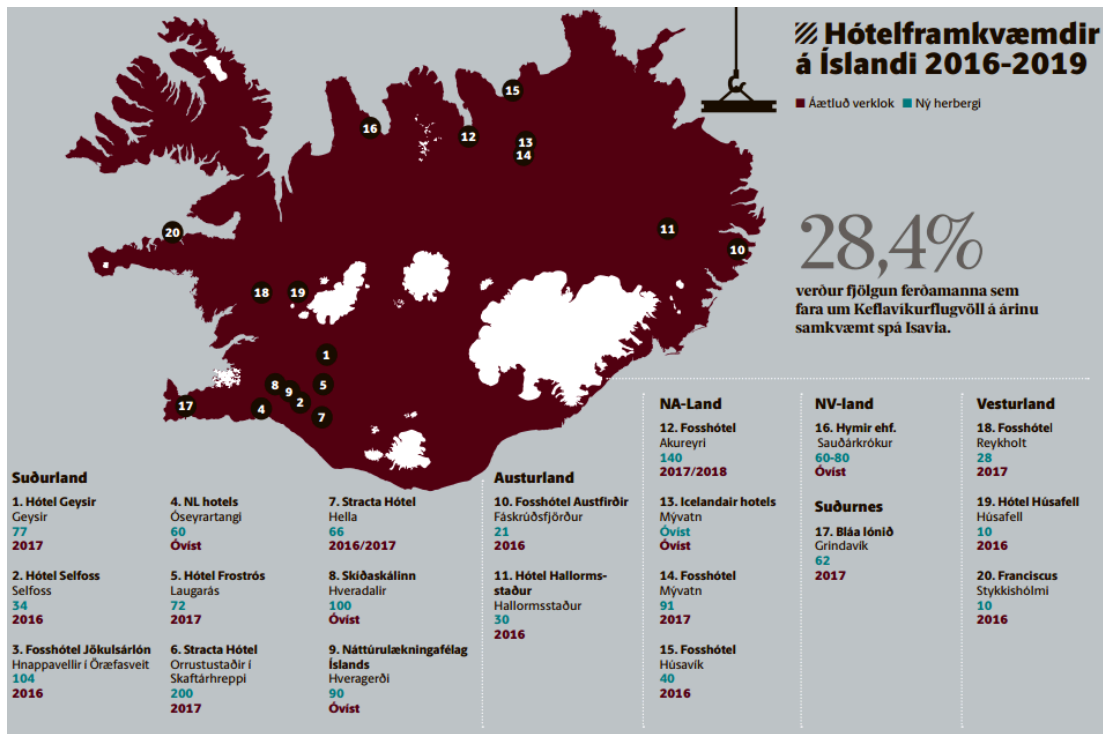 Hótelframkvæmdir
á Íslandi 2016-2019
Áætluð verklok Ný herbergi
28,4%
verður fjölgun ferðamanna sem
fara um Keflavíkurflugvöll á árinu
samkvæmt spá Isavia.
15
16
12
13
14
11
10
20
18
19
1
8
9
5
2
4
7
17
Suðurland
1. Hótel Geysir
Geysir
77
2017
2. Hótel Selfoss
Selfoss
34
2016
3. Fosshótel Jökulsárlón
Hnappavellir í Öræfasveit
104
2016
4. NL hotels
Óseyrartangi
60
Óvíst
5. Hótel Frostrós
Laugarás
72
2017
6. Stracta Hótel
Orrustustaðir í
Skaftárhreppi
200
2017
7. Stracta Hótel
Hella
66
2016/2017
8. Skíðaskálinn
Hveradalir
100
Óvíst
9. Náttúrulækningafélag
Íslands
Hveragerði
90
Óvíst
Austurland
10. Fosshótel Austfirðir
Fáskrúðsfjörður
21
2016
11. Hótel Hallorms-
staður
Hallormsstaður
30
2016
NA-Land
12. Fosshótel
Akureyri
140
2017/2018
13. Icelandair hotels
Mývatn
Óvíst
Óvíst
14. Fosshótel
Mývatn
91
2017
15. Fosshótel
Húsavík
40
2016
NV-land
16. Hymir ehf.
Sauðárkrókur
60-80
Óvíst
Suðurnes
17. Bláa lónið
Grindavík
62
2017
Vesturland
18. Fosshótel
Reykholt
28
2017
19. Hótel Húsafell
Húsafell
10
2016
20. Franciscus
Stykkishólmi
10
2016